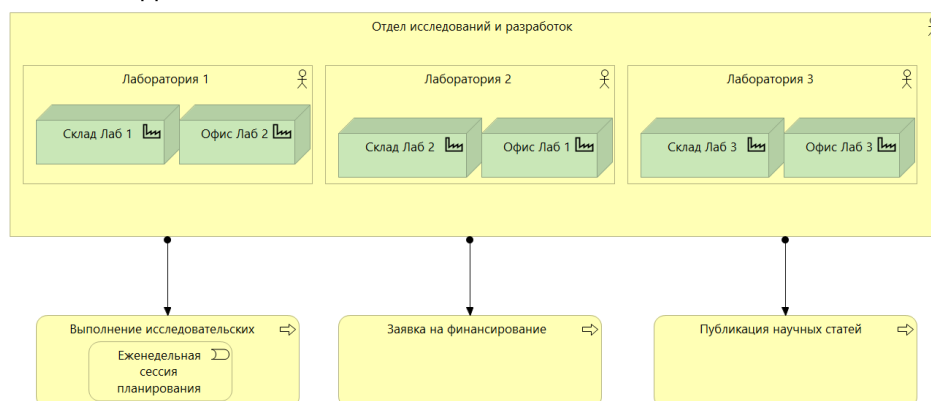 Отдел исследований и разработок
Лаборатория 1
Лаборатория 2
Лаборатория 3
Склад Лаб 1
Офис Лаб 2
Склад Лаб 2
Офис Лаб 1
Склад Лаб 3
Офис Лаб 3
Выполнение исследовательских
Заявка на финансирование
Публикация научных статей
Еженедельная
сессия
планирования